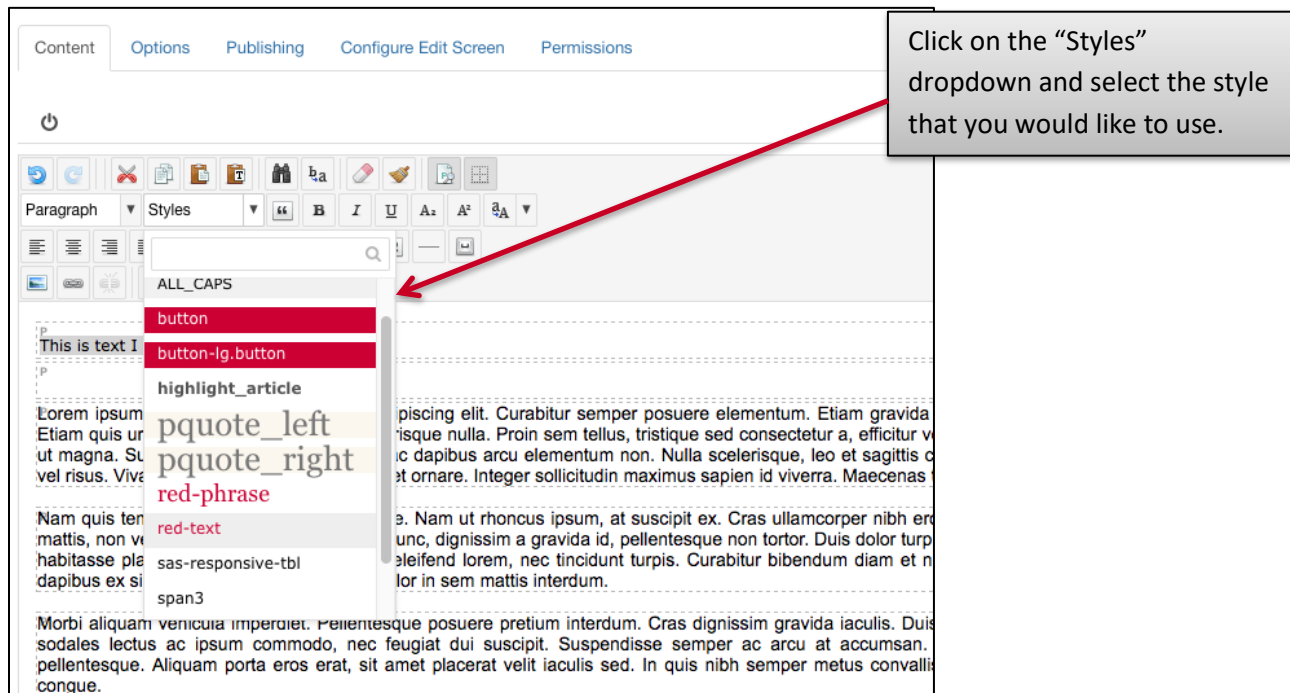 Content Options Publishing Configure Edit Screen Permissions
Click on the “Styles”
dropdown and select the style
that you would like to use.
Paragraph Styles B I U A₂ A²
ALL_CAPS
button
button-lg.button
highlight_article
pquote_left
pquote_right
red-phrase
red-text
sas-responsive-tbl
span3
P
This is text I
P
Lorem ipsum piscing elit. Curabitur semper posuere elementum. Etiam gravida
Etiam quis risque nulla. Proin sem tellus, tristique sed consectetur a, efficitur
ut magna. dapibus arcu elementum non. Nulla scelerisque, leo et sagittis
vel risus. et ornare. Integer sollicitudin maximus sapien id viverra. Maecenas
Nam quis e. Nam ut rhoncus ipsum, at suscipit ex. Cras ullamcorper nibh
mattis, non unc, dignissim a gravida id, pellentesque non tortor. Duis dolor
habitasse eleifend lorem, nec tincidunt turpis. Curabitur bibendum diam et
dapibus ex lor in sem mattis interdum.
Morbi aliquam vehicula imperdiet. Pellentesque posuere pretium interdum. Cras dignissim gravida iaculis. Duis
sodales lectus ac ipsum commodo, nec feugiat dui suscipit. Suspendisse semper ac arcu at accumsan.
pellentesque. Aliquam porta eros erat, sit amet placerat velit iaculis sed. In quis nibh semper metus convallis
congue.